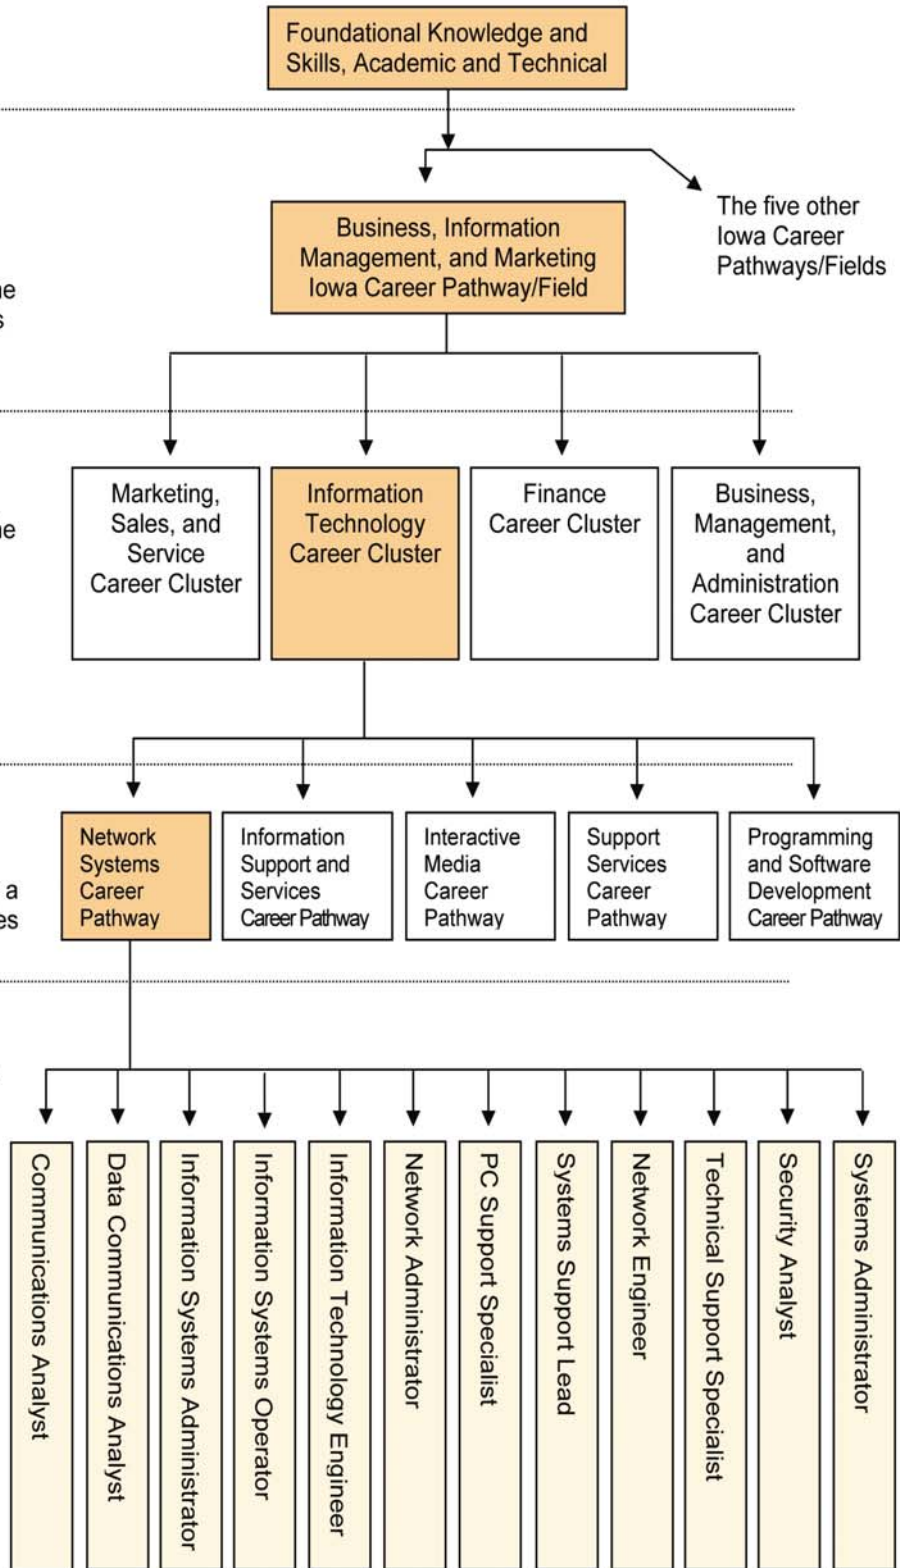 Foundational Knowledge and
Skills, Academic and Technical
The five other
Iowa Career
Pathways/Fields
Business, Information
Management, and Marketing
Iowa Career Pathway/Field
Marketing,
Sales, and
Service
Career Cluster
Information
Technology
Career Cluster
Finance
Career Cluster
Business,
Management,
and
Administration
Career Cluster
Network
Systems
Career
Pathway
Information
Support and
Services
Career Pathway
Interactive
Media
Career
Pathway
Support
Services
Career
Pathway
Programming
and Software
Development
Career Pathway
a
Communications Analyst
Data Communications Analyst
Information Systems Administrator
Information Systems Operator
Information Technology Engineer
Network Administrator
PC Support Specialist
Systems Support Lead
Network Engineer
Technical Support Specialist
Security Analyst
Systems Administrator